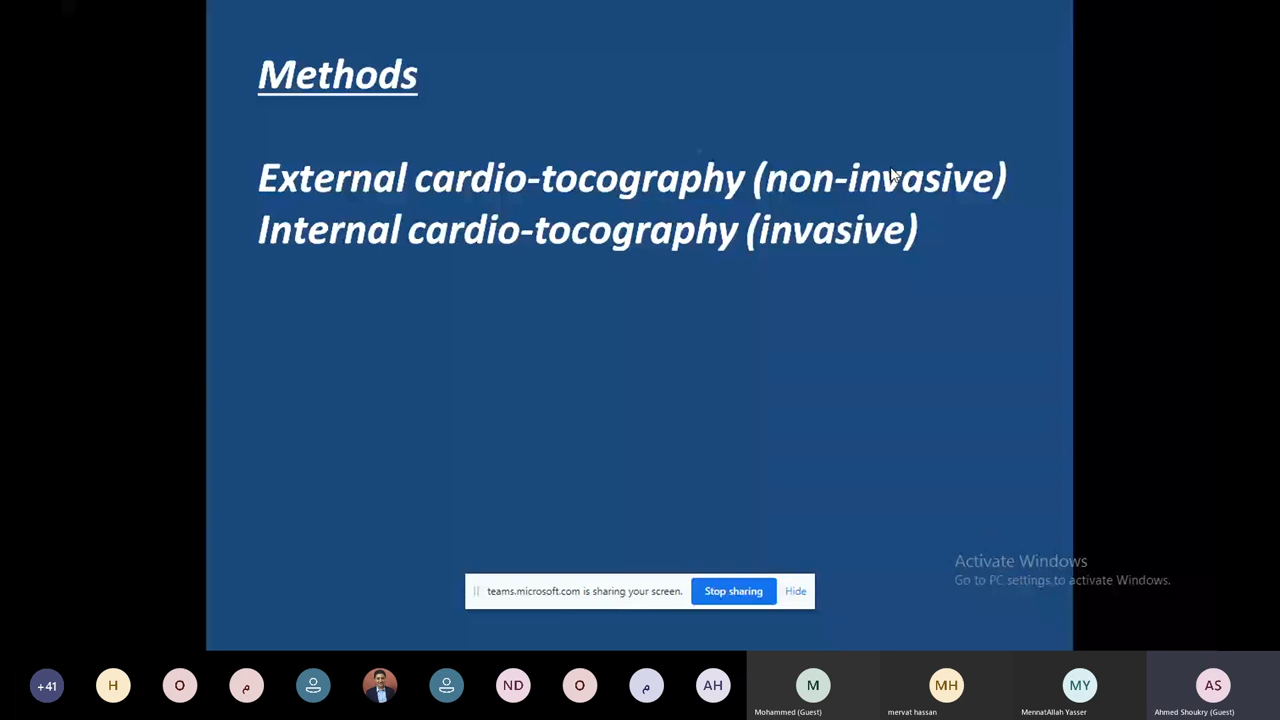 Methods
External cardio-tocography (non-invasive)
Internal cardio-tocography (invasive)
Activate Windows
Go to PC settings to activate Windows.
teams.microsoft.com is sharing your screen.
Stop sharing
Hide
+41
H
O
م
ND
O
م
AH
M
MH
MY
AS
Mohammed (Guest)
mervat hassan
MennatAllah Yasser
Ahmed Shoukry (Guest)